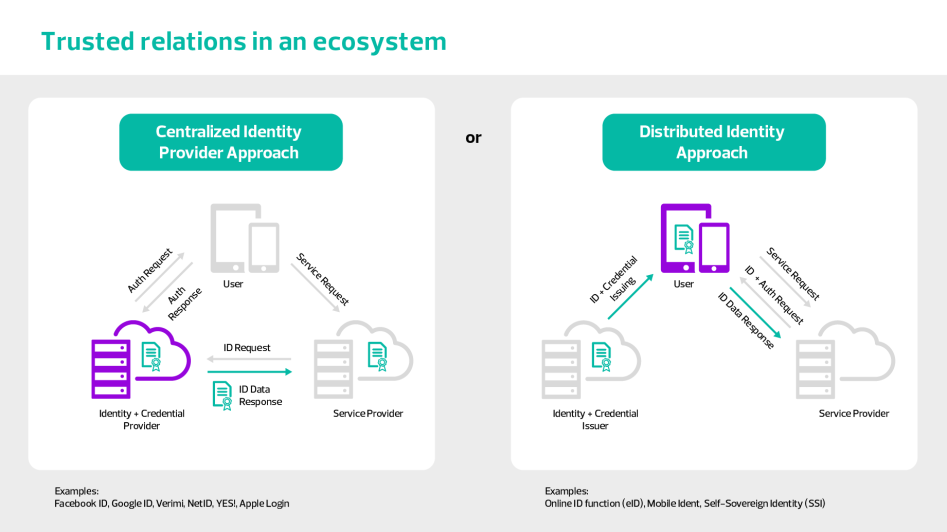 Trusted relations in an ecosystem
Centralized Identity
Provider Approach
or
Distributed Identity
Approach
User
Auth Request
Auth
Response
Service Request
ID Request
ID Data
Response
Identity + Credential
Provider
Service Provider
User
ID + Credential
Issuing
Service Request
ID + Auth Request
ID Data Response
Identity + Credential
Issuer
Service Provider
Examples:
Facebook ID, Google ID, Verimi, NetID, YES!, Apple Login
Examples:
Online ID function (eID), Mobile Ident, Self-Sovereign Identity (SSI)